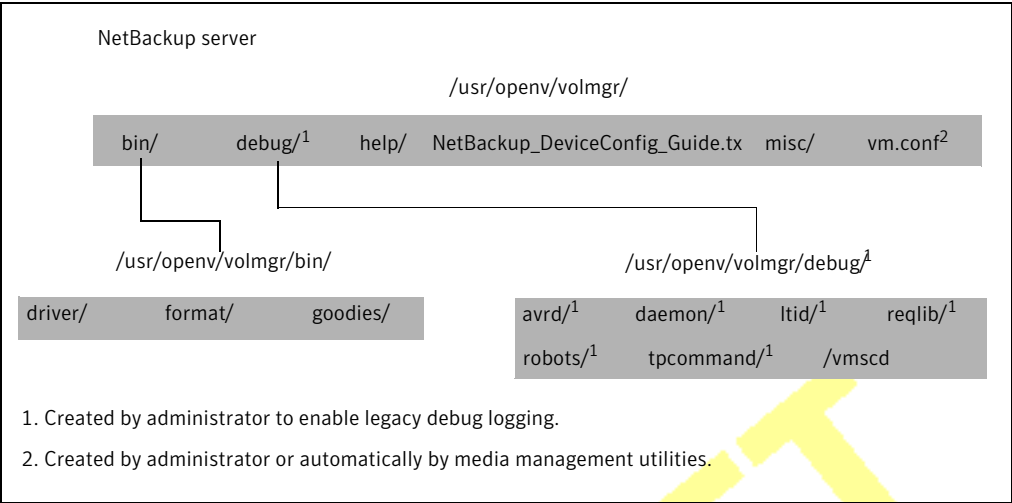 NetBackup server
/usr/openv/volmgr/
bin/ debug/1 help/ NetBackup_DeviceConfig_Guide.tx misc/ vm.conf2
/usr/openv/volmgr/bin/ /usr/openv/volmgr/debug/1
driver/ format/ goodies/ avrd/1 daemon/1 ltid/1 reqlib/1
robots/1 tpcommand/1 /vmscd
1. Created by administrator to enable legacy debug logging.
2. Created by administrator or automatically by media management utilities.